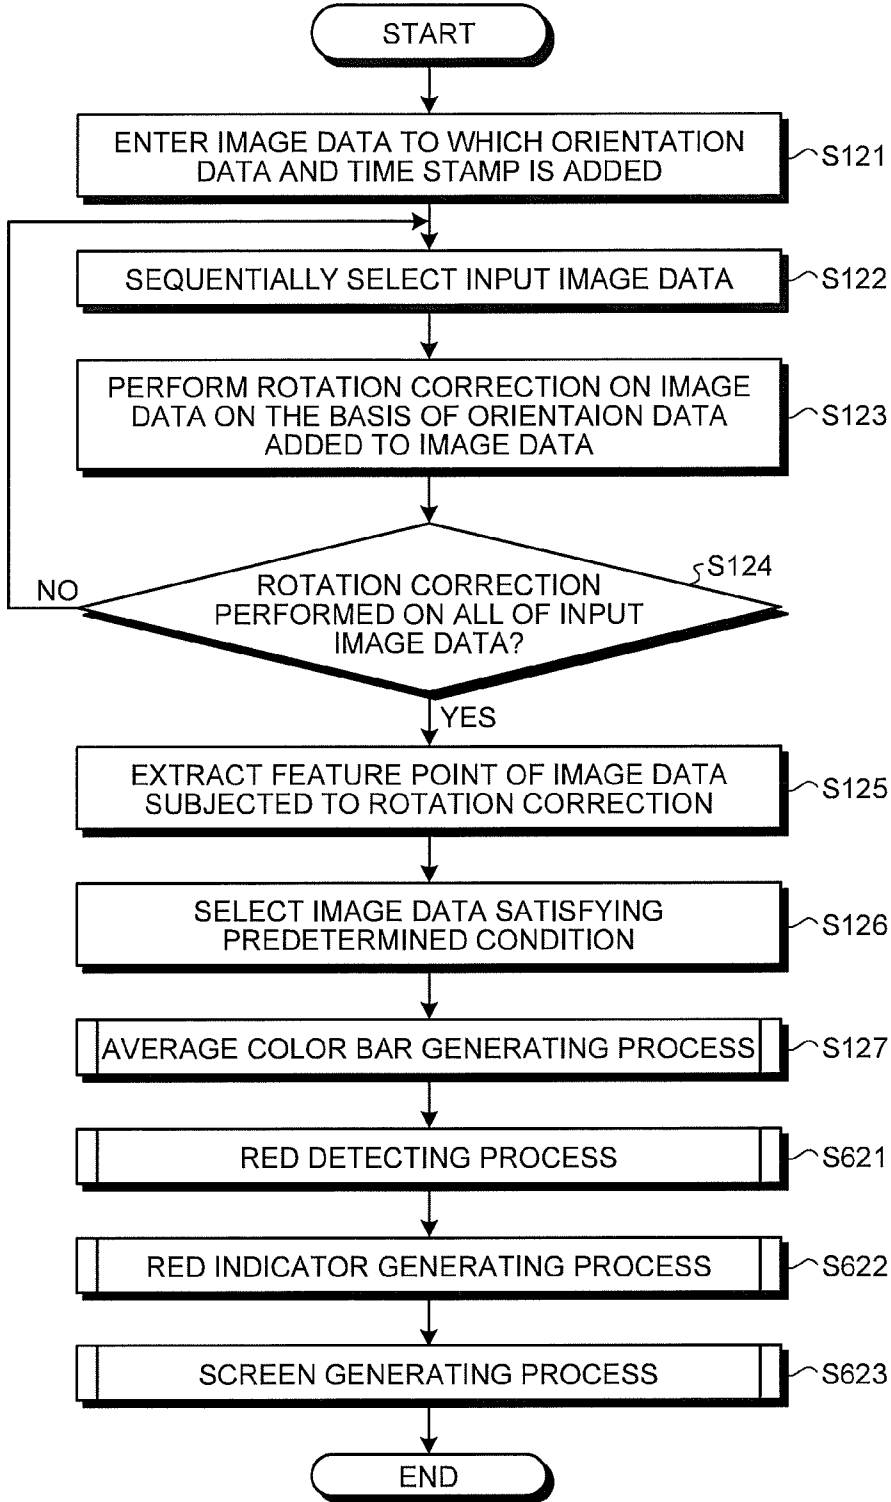 START
ENTER IMAGE DATA TO WHICH ORIENTATION
DATA AND TIME STAMP IS ADDED
S121
SEQUENTIALLY SELECT INPUT IMAGE DATA
S122
PERFORM ROTATION CORRECTION ON IMAGE
DATA ON THE BASIS OF ORIENTAION DATA
ADDED TO IMAGE DATA
S123
S124
NO
ROTATION CORRECTION
PERFORMED ON ALL OF INPUT
IMAGE DATA?
YES
EXTRACT FEATURE POINT OF IMAGE DATA
SUBJECTED TO ROTATION CORRECTION
S125
SELECT IMAGE DATA SATISFYING
PREDETERMINED CONDITION
S126
AVERAGE COLOR BAR GENERATING PROCESS
S127
RED DETECTING PROCESS
S621
RED INDICATOR GENERATING PROCESS
S622
SCREEN GENERATING PROCESS
S623
END